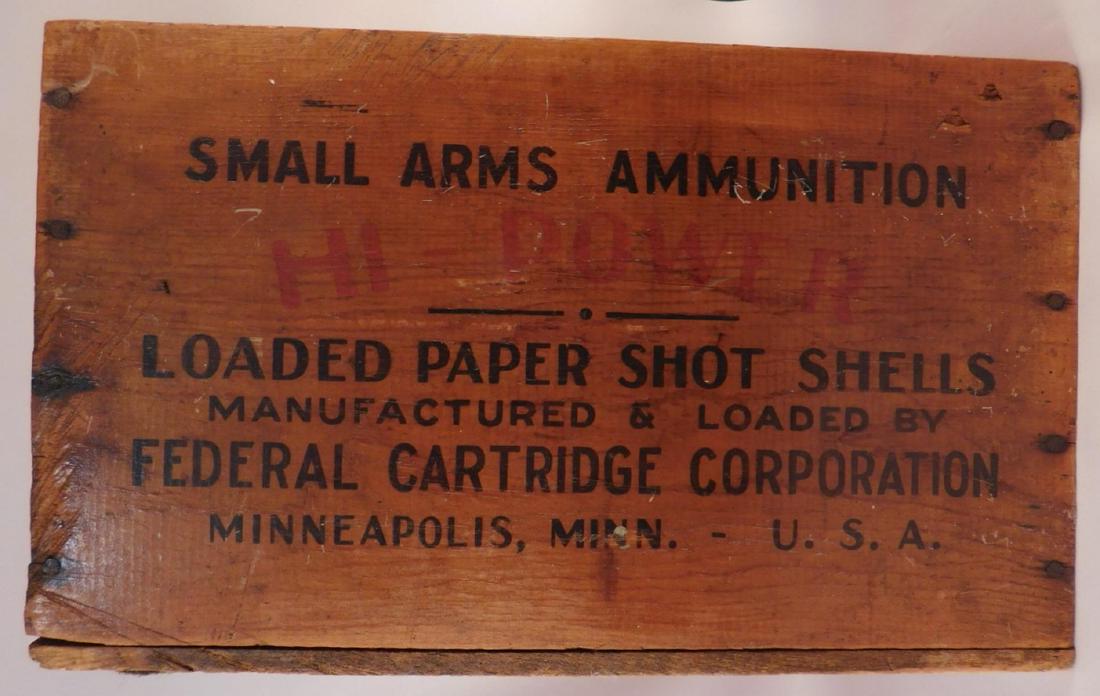 SMALL ARMS AMMUNITION
HI-POWER
LOADED PAPER SHOT SHELLS
MANUFACTURED & LOADED BY
FEDERAL CARTRIDGE CORPORATION
MINNEAPOLIS, MINN. - U. S. A.